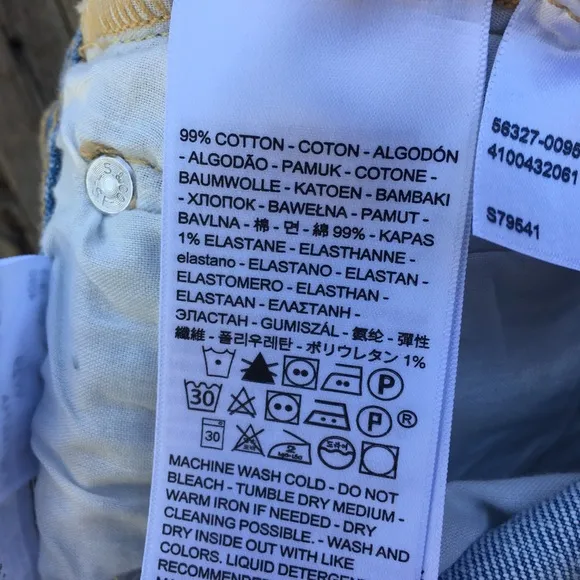 99% COTTON - COTON - ALGODÓN
- ALGODÃO - PAMUK - COTONE -
BAUMWOLLE - KATOEN - BAMBAKI
- ХЛОПОК - BAWEŁNA - PAMUT -
BAVLNA - 棉 - 면 - 綿 99% - KAPAS
1% ELASTANE - ELASTHANNE -
elastano - ELASTANO - ELASTAN -
ELASTOMERO - ELASTHAN -
ELASTAAN - ΕΛΑΣΤΑΝΗ -
ЭЛАСТАН - GUMISZÁL - 氨纶 - 彈性
纖維 - 폴리우레탄 - ポリウレタン 1%
P
30 P ®
30 드라이
MACHINE WASH COLD - DO NOT
BLEACH - TUMBLE DRY MEDIUM -
WARM IRON IF NEEDED - DRY
CLEANING POSSIBLE. - WASH AND
DRY INSIDE OUT WITH LIKE
COLORS. LIQUID DETERGENT
RECOMMENDED
56327-0095
4100432061
S79541